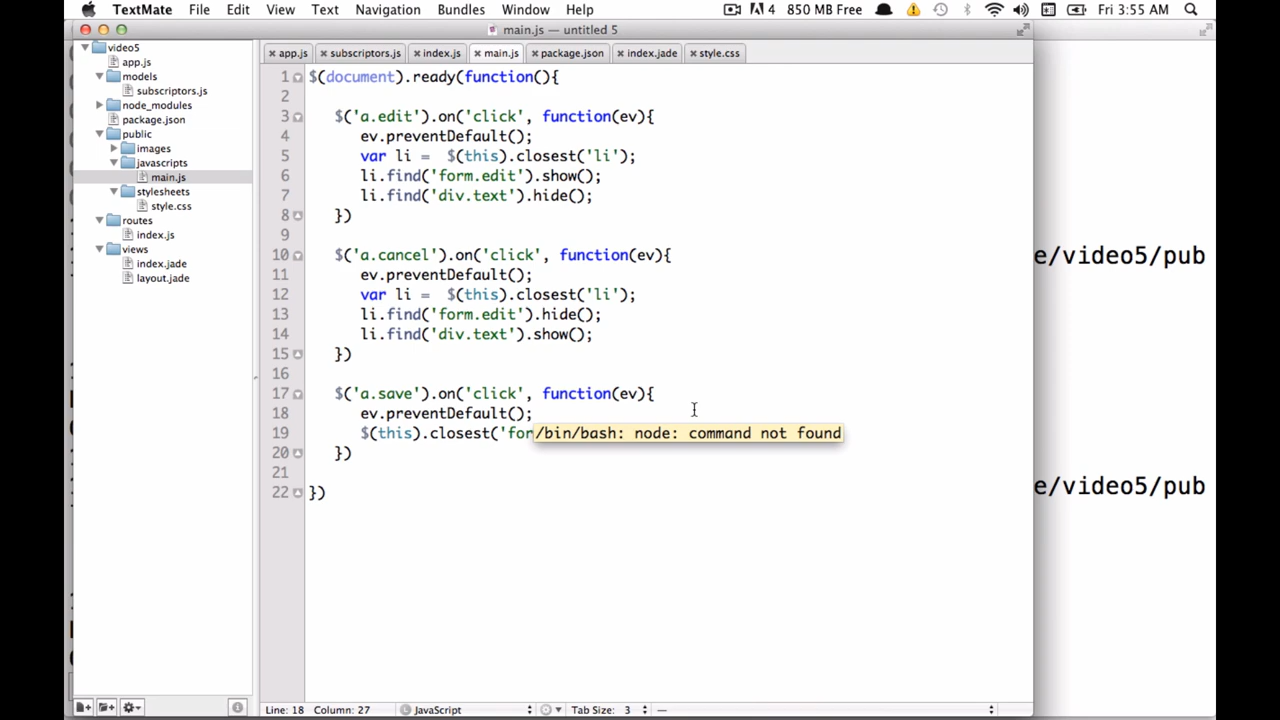 TextMate File Edit View Text Navigation Bundles Window Help 4 850 MB Free Fri 3:55 AM
main.js — untitled 5
video5
app.js
models
subscriptors.js
node_modules
package.json
public
images
javascripts
main.js
stylesheets
style.css
routes
index.js
views
index.jade
layout.jade
app.js subscriptors.js index.js main.js package.json index.jade style.css
1 $(document).ready(function(){
2
3 $('a.edit').on('click', function(ev){
4 ev.preventDefault();
5 var li = $(this).closest('li');
6 li.find('form.edit').show();
7 li.find('div.text').hide();
8 })
9
10 $('a.cancel').on('click', function(ev){
11 ev.preventDefault();
12 var li = $(this).closest('li');
13 li.find('form.edit').hide();
14 li.find('div.text').show();
15 })
16
17 $('a.save').on('click', function(ev){
18 ev.preventDefault();
19 $(this).closest('for
/bin/bash: node: command not found
20 })
21
22 })
e/video5/pub
e/video5/pub
Line: 18 Column: 27 JavaScript Tab Size: 3 —